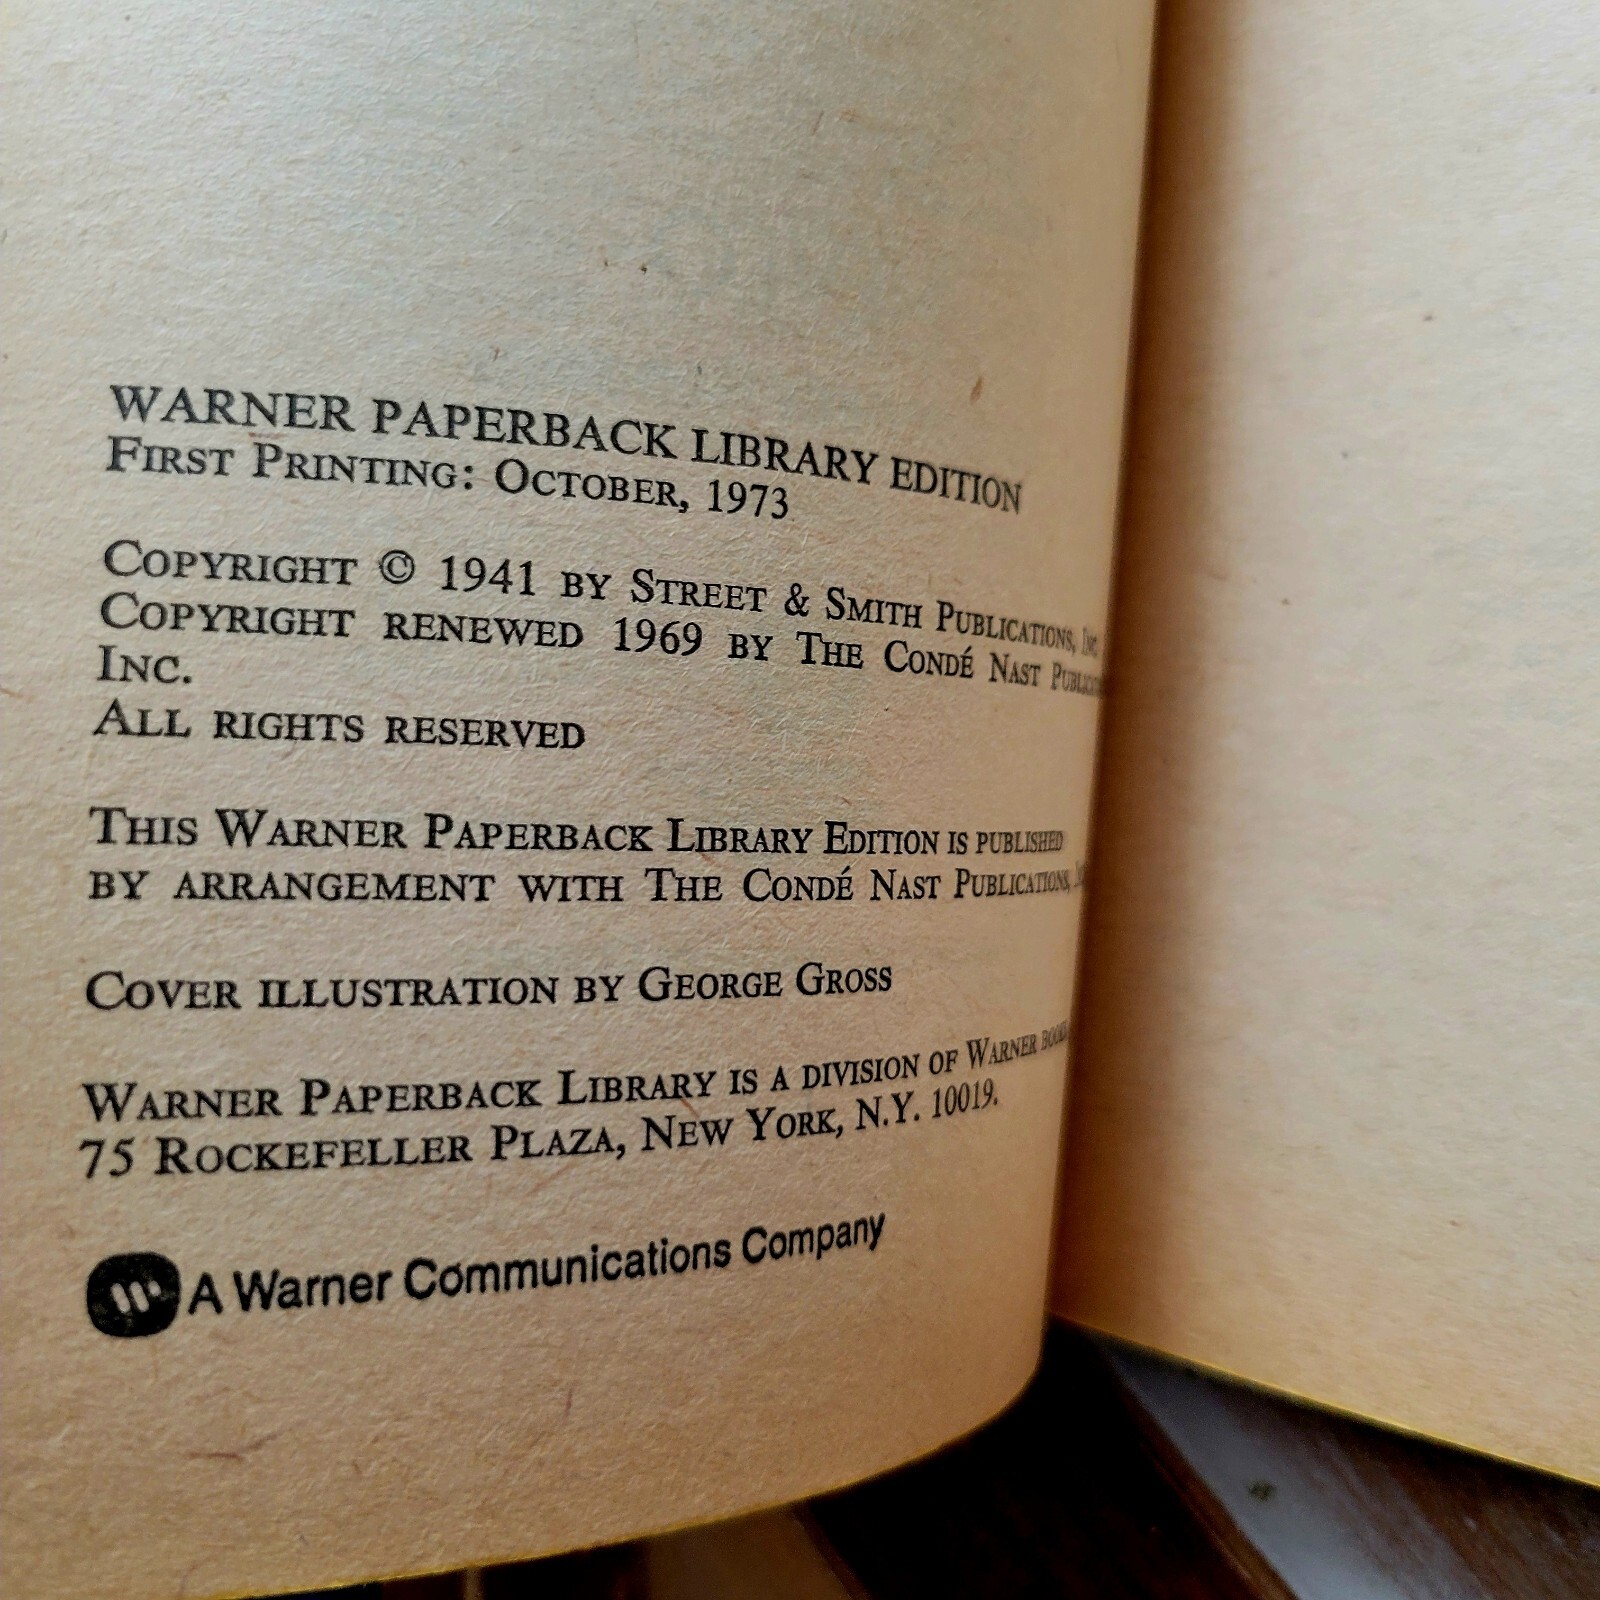 WARNER PAPERBACK LIBRARY EDITION
FIRST PRINTING: OCTOBER, 1973
COPYRIGHT © 1941 BY STREET & SMITH PUBLICATIONS, INC.
COPYRIGHT RENEWED 1969 BY THE CONDÉ NAST
INC.
ALL RIGHTS RESERVED
THIS WARNER PAPERBACK LIBRARY EDITION IS PUBLISHED
BY ARRANGEMENT WITH THE CONDÉ NAST PUBLICATIONS,
COVER ILLUSTRATION BY GEORGE GROSS
WARNER PAPERBACK LIBRARY IS A DIVISION OF WARNER BOOKS,
75 ROCKEFELLER PLAZA, NEW YORK, N.Y. 10019.
A Warner Communications Company